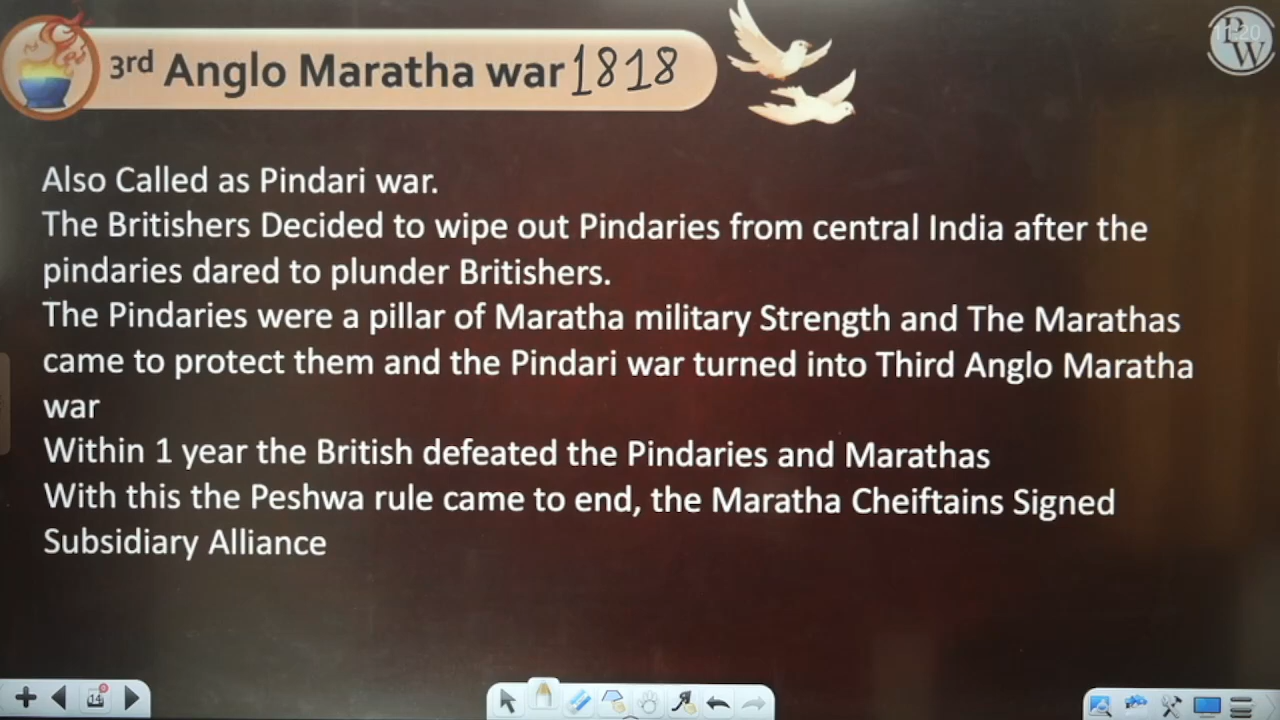 3rd Anglo Maratha war 1818
Also Called as Pindari war.
The Britishers Decided to wipe out Pindaries from central India after the
pindaries dared to plunder Britishers.
The Pindaries were a pillar of Maratha military Strength and The Marathas
came to protect them and the Pindari war turned into Third Anglo Maratha
war
Within 1 year the British defeated the Pindaries and Marathas
With this the Peshwa rule came to end, the Maratha Cheiftains Signed
Subsidiary Alliance
PW
11:20
14